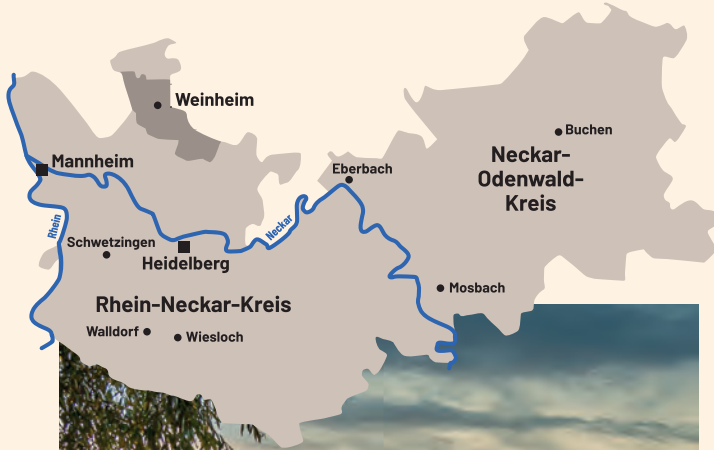 Weinheim
Buchen
Mannheim
Neckar-
Odenwald-
Kreis
Eberbach
Rhein
Neckar
Schwetzingen
Heidelberg
Mosbach
Rhein-Neckar-Kreis
Walldorf
Wiesloch